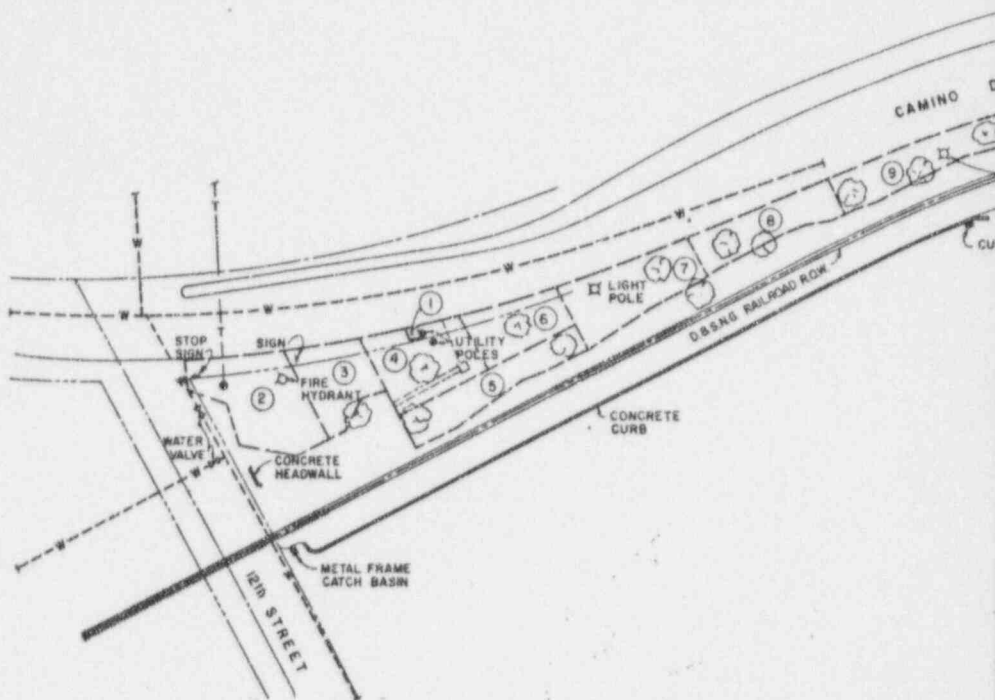 CAMINO D
T
T
W
W
9
8
7
W
LIGHT
POLE
1
6
W
W
T
STOP
SIGN
SIGN
UTILITY
POLES
4
3
FIRE
HYDRANT
2
5
D.&S.N.G. RAILROAD R.O.W.
CU
CONCRETE
CURB
WATER
VALVE
W
CONCRETE
HEADWALL
W
METAL FRAME
CATCH BASIN
12TH STREET